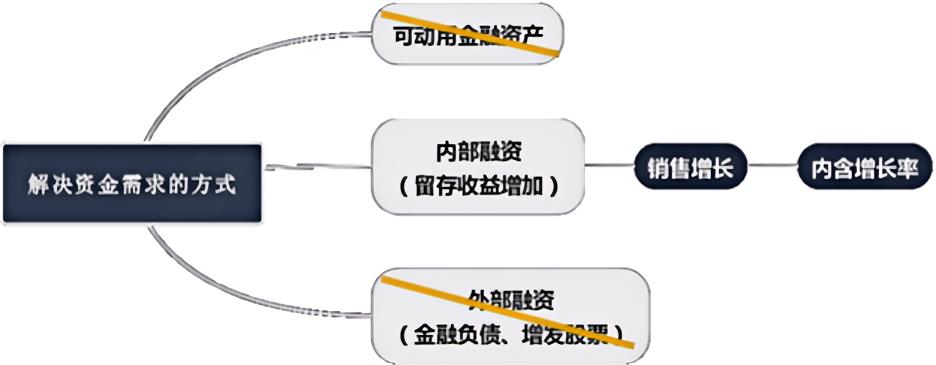 可动用金融资产
解决资金需求的方式
内部融资
（留存收益增加）
销售增长
内含增长率
外部融资
（金融负债、增发股票）